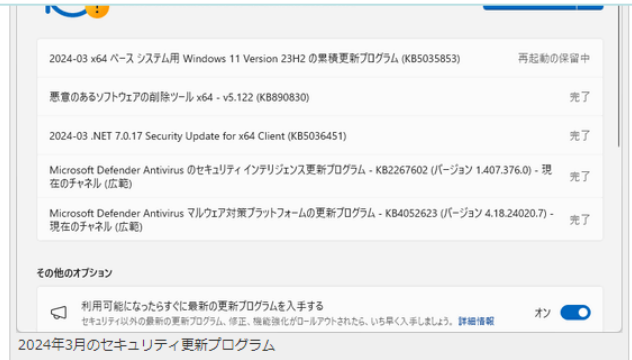 2024-03 x64 ベース システム用 Windows 11 Version 23H2 の累積更新プログラム (KB5035853) 再起動の保留中
悪意のあるソフトウェアの削除ツール x64 - v5.122 (KB890830) 完了
2024-03 .NET 7.0.17 Security Update for x64 Client (KB5036451) 完了
Microsoft Defender Antivirus のセキュリティ インテリジェンス更新プログラム - KB2267602 (バージョン 1.407.376.0) - 現
在のチャネル (広範) 完了
Microsoft Defender Antivirus マルウェア対策プラットフォームの更新プログラム - KB4052623 (バージョン 4.18.24020.7) -
現在のチャネル (広範) 完了
その他のオプション
利用可能になったらすぐに最新の更新プログラムを入手する オン
セキュリティ以外の最新の更新プログラム、修正、機能強化がロールアウトされたら、いち早く入手しましょう。 詳細情報
2024年3月のセキュリティ更新プログラム